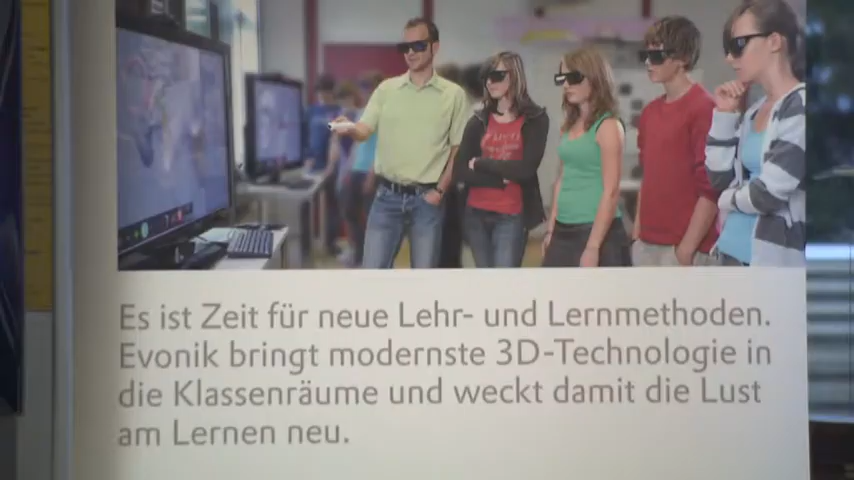 Es ist Zeit für neue Lehr- und Lernmethoden.
Evonik bringt modernste 3D-Technologie in
die Klassenräume und weckt damit die Lust
am Lernen neu.